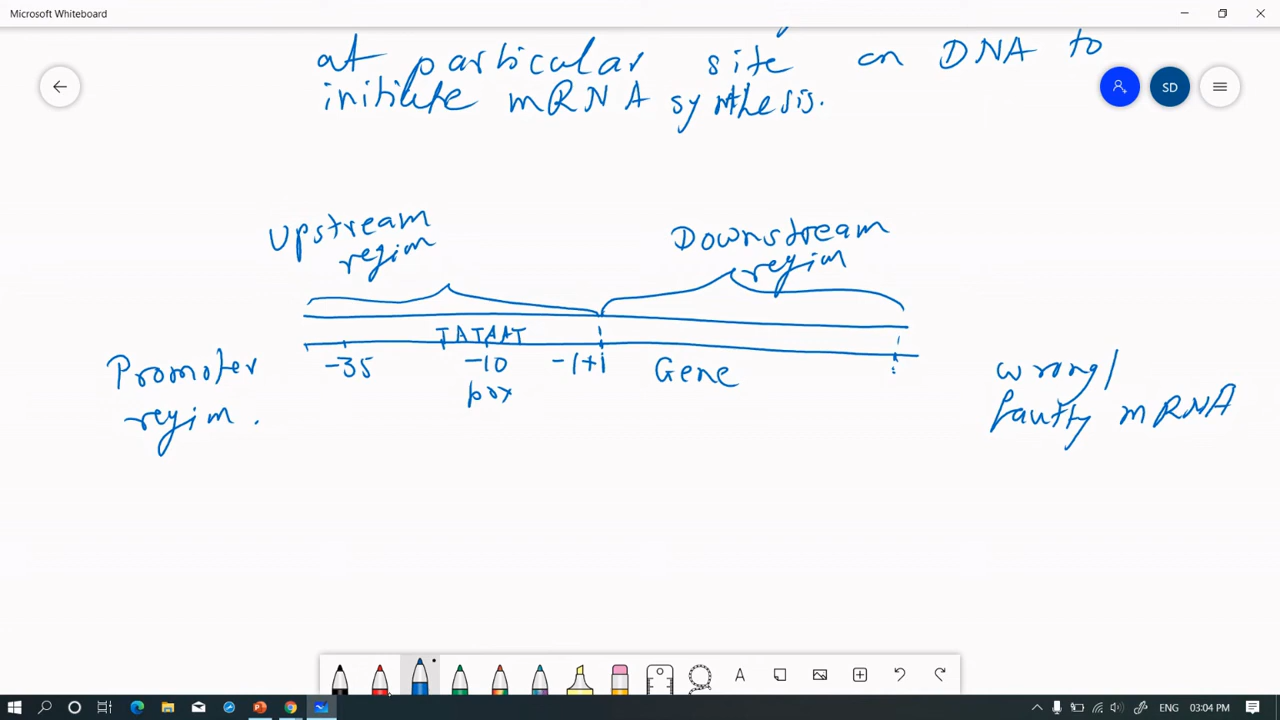 Microsoft Whiteboard
at particular site on DNA to
initiate mRNA synthesis.
SD
Upstream
region
Downstream
region
TATAAT
-35
-10
box
-1+1
Gene
Promoter
region.
wrong/
faulty mRNA
A
ENG
03:04 PM